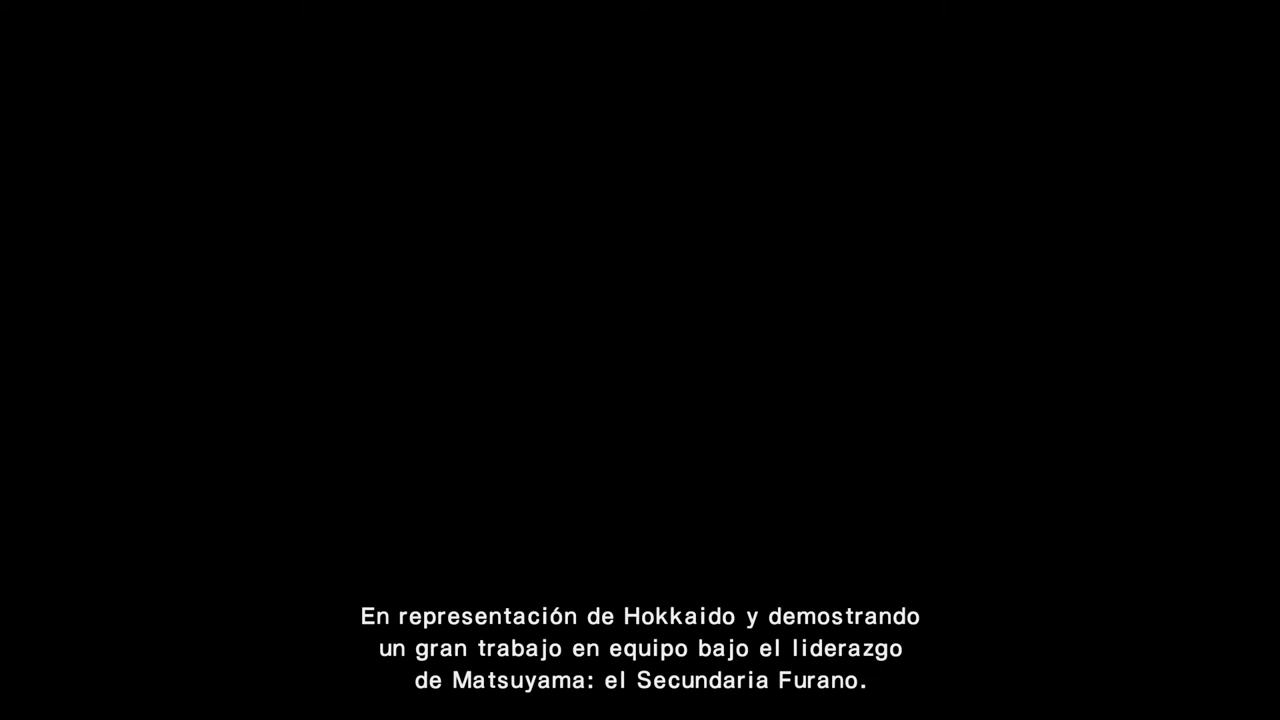 En representación de Hokkaido y demostrando
un gran trabajo en equipo bajo el liderazgo
de Matsuyama: el Secundaria Furano.